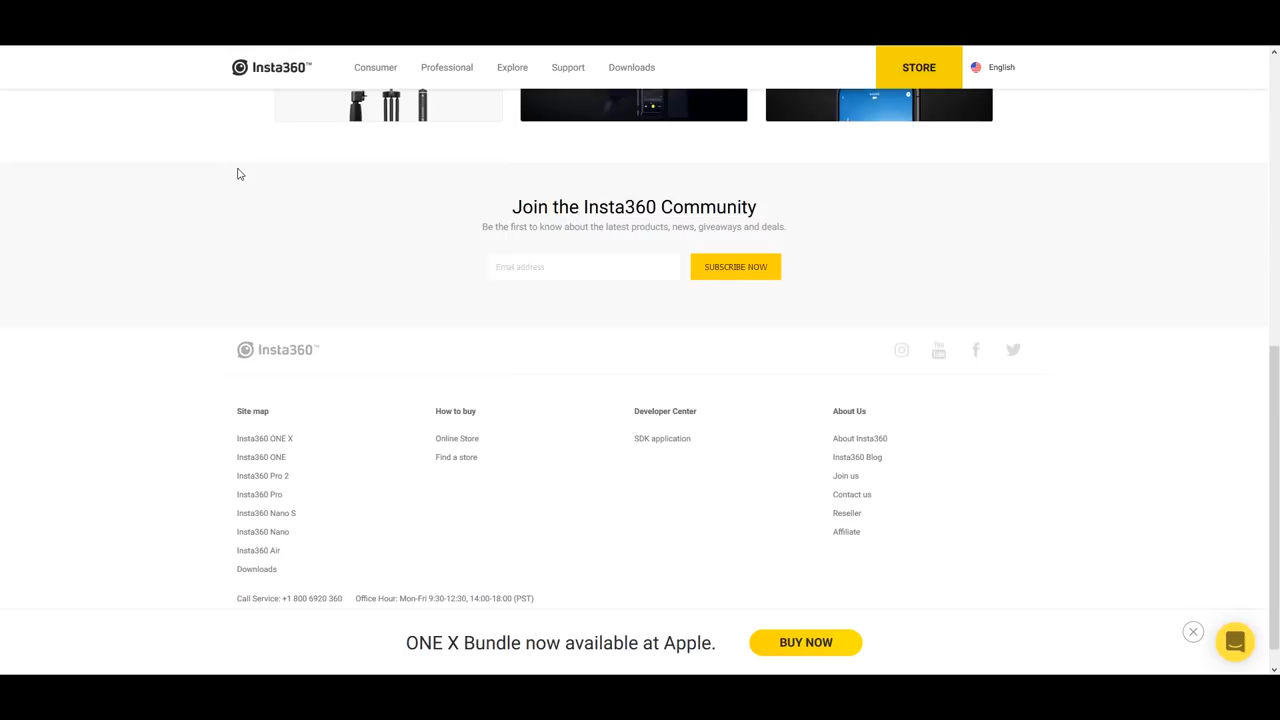 Insta360™ Consumer Professional Explore Support Downloads STORE English
Join the Insta360 Community
Be the first to know about the latest products, news, giveaways and deals.
Email address SUBSCRIBE NOW
Insta360™ You Tube
Site map How to buy Developer Center About Us
Insta360 ONE X Online Store SDK application About Insta360
Insta360 ONE Find a store Insta360 Blog
Insta360 Pro 2 Join us
Insta360 Pro Contact us
Insta360 Nano S Reseller
Insta360 Nano Affiliate
Insta360 Air
Downloads
Call Service: +1 800 6920 360 Office Hour: Mon-Fri 9:30-12:30, 14:00-18:00 (PST)
ONE X Bundle now available at Apple. BUY NOW